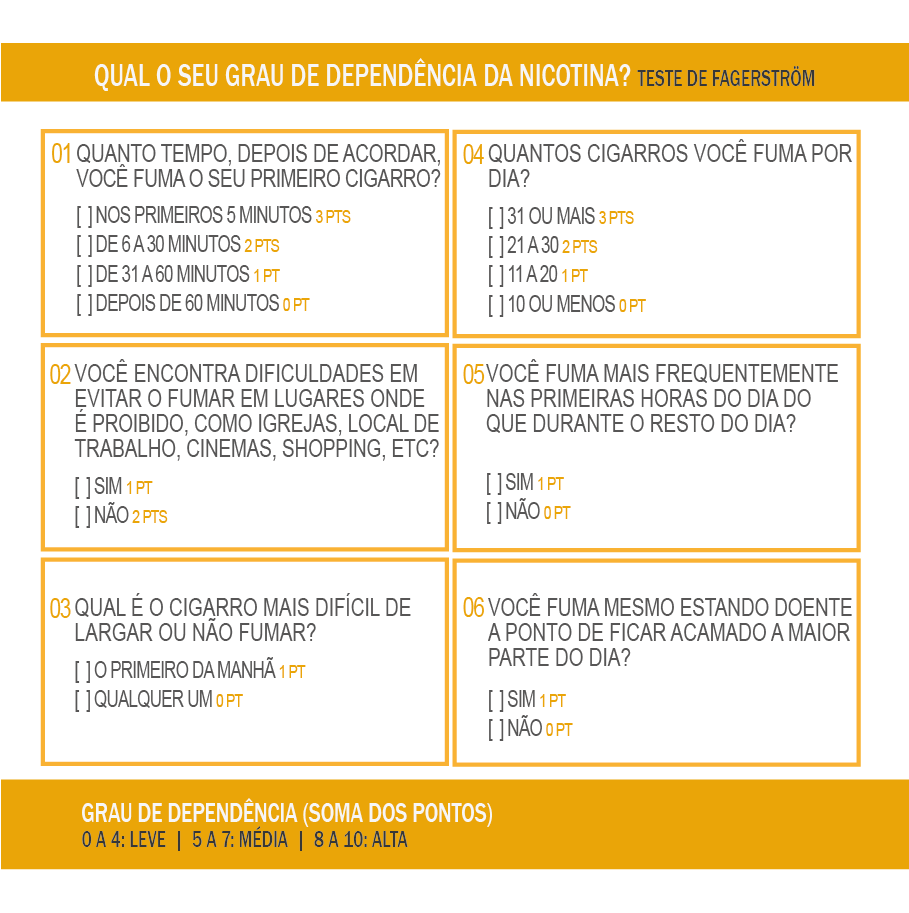 QUAL O SEU GRAU DE DEPENDÊNCIA DA NICOTINA? TESTE DE FAGERSTRÖM
01 QUANTO TEMPO, DEPOIS DE ACORDAR,
VOCÊ FUMA O SEU PRIMEIRO CIGARRO?
[ ] NOS PRIMEIROS 5 MINUTOS 3 PTS
[ ] DE 6 A 30 MINUTOS 2 PTS
[ ] DE 31 A 60 MINUTOS 1 PT
[ ] DEPOIS DE 60 MINUTOS 0 PT
02 VOCÊ ENCONTRA DIFICULDADES EM
EVITAR O FUMAR EM LUGARES ONDE
É PROIBIDO, COMO IGREJAS, LOCAL DE
TRABALHO, CINEMAS, SHOPPING, ETC?
[ ] SIM 1 PT
[ ] NÃO 2 PTS
03 QUAL É O CIGARRO MAIS DIFÍCIL DE
LARGAR OU NÃO FUMAR?
[ ] O PRIMEIRO DA MANHÃ 1 PT
[ ] QUALQUER UM 0 PT
04 QUANTOS CIGARROS VOCÊ FUMA POR
DIA?
[ ] 31 OU MAIS 3 PTS
[ ] 21 A 30 2 PTS
[ ] 11 A 20 1 PT
[ ] 10 OU MENOS 0 PT
05 VOCÊ FUMA MAIS FREQUENTEMENTE
NAS PRIMEIRAS HORAS DO DIA DO
QUE DURANTE O RESTO DO DIA?
[ ] SIM 1 PT
[ ] NÃO 0 PT
06 VOCÊ FUMA MESMO ESTANDO DOENTE
A PONTO DE FICAR ACAMADO A MAIOR
PARTE DO DIA?
[ ] SIM 1 PT
[ ] NÃO 0 PT
GRAU DE DEPENDÊNCIA (SOMA DOS PONTOS)
0 A 4: LEVE | 5 A 7: MÉDIA | 8 A 10: ALTA